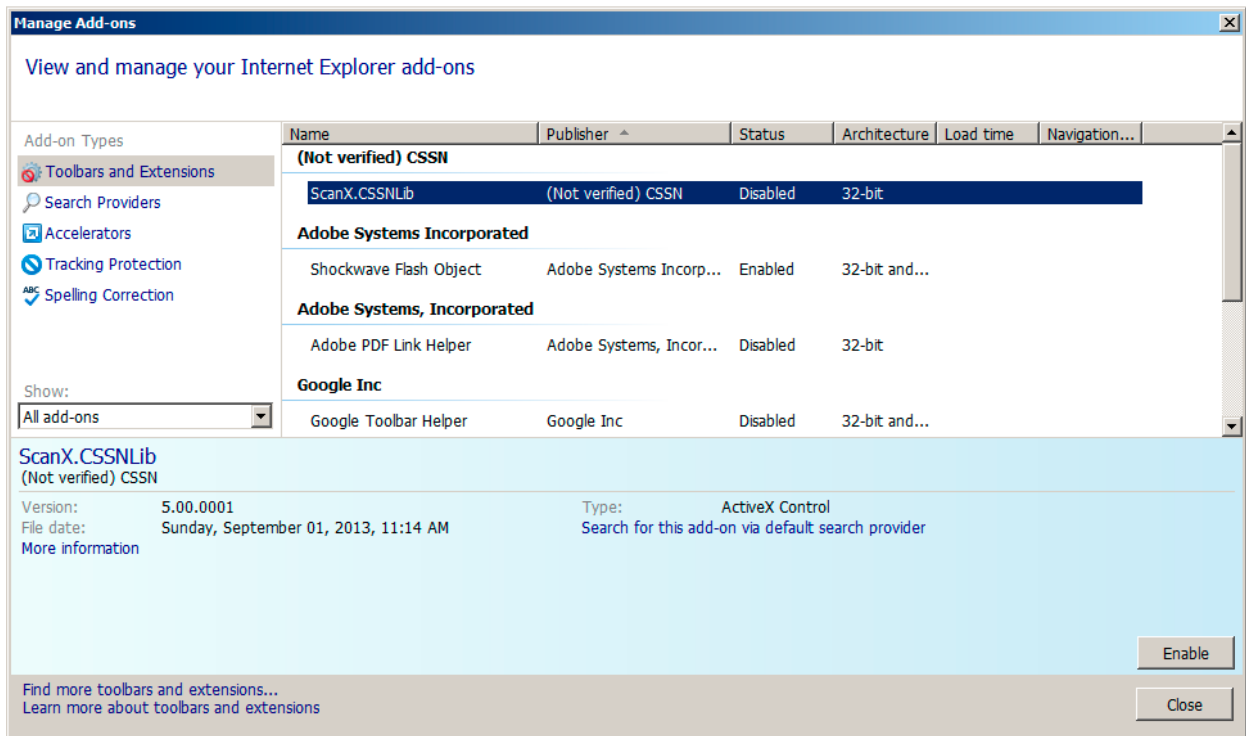 Manage Add-ons
View and manage your Internet Explorer add-ons
Add-on Types
Toolbars and Extensions
Search Providers
Accelerators
Tracking Protection
ABC Spelling Correction
Show:
All add-ons
Name Publisher Status Architecture Load time Navigation...
(Not verified) CSSN
ScanX.CSSNLib (Not verified) CSSN Disabled 32-bit
Adobe Systems Incorporated
Shockwave Flash Object Adobe Systems Incorp... Enabled 32-bit and...
Adobe Systems, Incorporated
Adobe PDF Link Helper Adobe Systems, Incor... Disabled 32-bit
Google Inc
Google Toolbar Helper Google Inc Disabled 32-bit and...
ScanX.CSSNLib
(Not verified) CSSN
Version: 5.00.0001 Type: ActiveX Control
File date: Sunday, September 01, 2013, 11:14 AM Search for this add-on via default search provider
More information
Enable
Find more toolbars and extensions...
Learn more about toolbars and extensions
Close